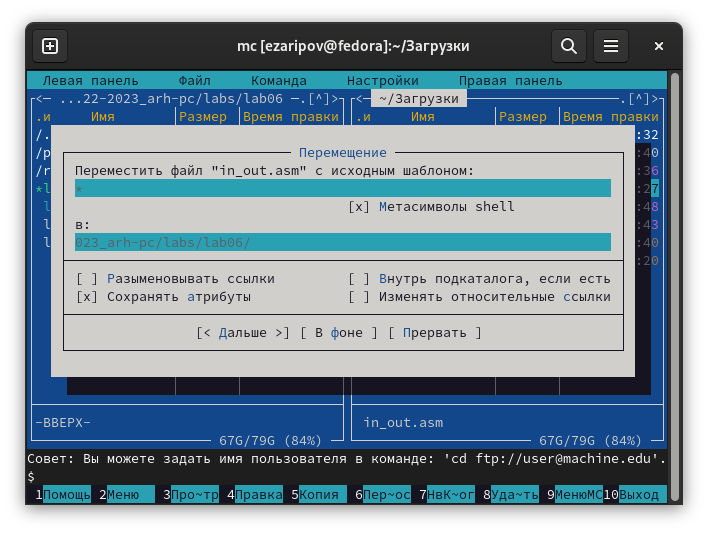 mc [ezaripov@fedora]:~/Загрузки
Левая панель Файл Команда Настройки Правая панель
<─ ...22-2023_arh-pc/labs/lab06 ─.[^]> <─ ~/Загрузки .[^]>
.и Имя Размер Время правки .и Имя Размер Время правки
/. :32
Перемещение
/p :40
Переместить файл "in_out.asm" с исходным шаблоном:
/r :36
*
*l :27
[x] Метасимволы shell
l :48
в:
l :43
023_arh-pc/labs/lab06/
l :40
:20
[ ] Разыменовывать ссылки [ ] Внутрь подкаталога, если есть
[x] Сохранять атрибуты [ ] Изменять относительные ссылки
[< Дальше >] [ В фоне ] [ Прервать ]
-ВВЕРХ- in_out.asm
67G/79G (84%) 67G/79G (84%)
Совет: Вы можете задать имя пользователя в команде: 'cd ftp://user@machine.edu'.
$
1Помощь 2Меню 3Про~тр 4Правка 5Копия 6Пер~ос 7НвК~ог 8Уда~ть 9МенюMC 10Выход